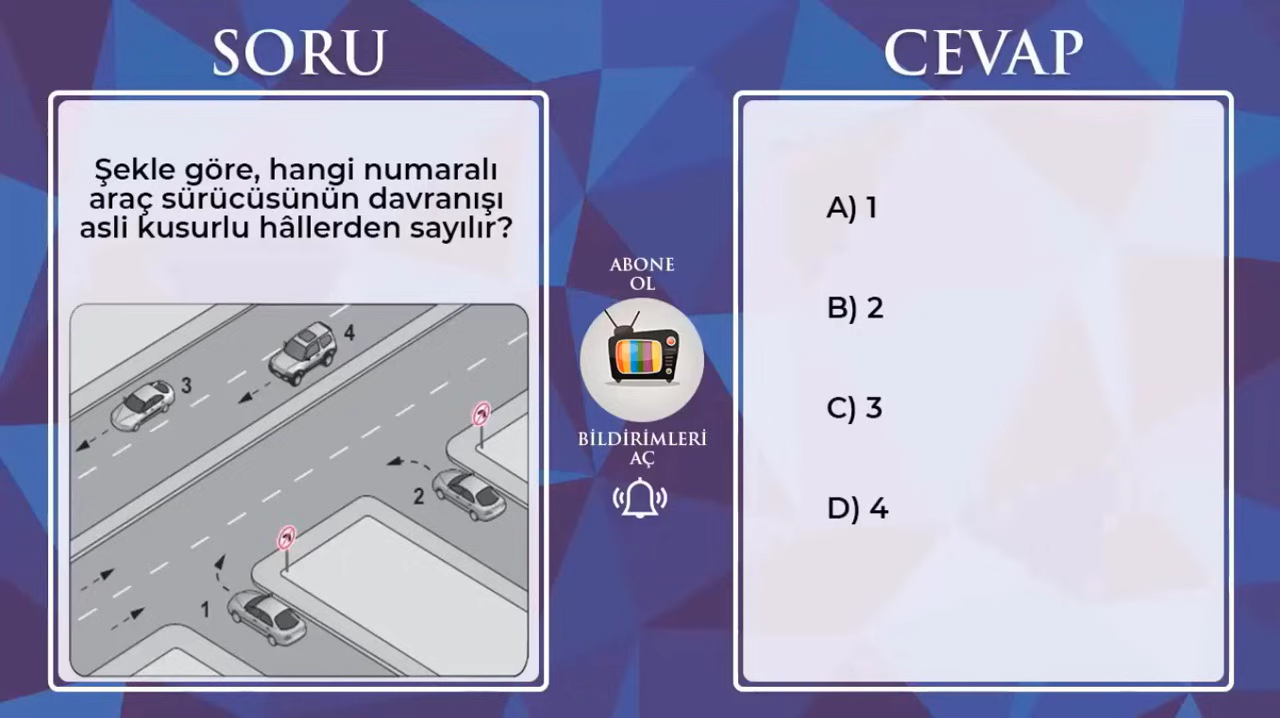 SORU
Şekle göre, hangi numaralı
araç sürücüsünün davranışı
asli kusurlu hâllerden sayılır?
4
3
2
1
ABONE
OL
BİLDİRİMLERİ
AÇ
CEVAP
A) 1
B) 2
C) 3
D) 4